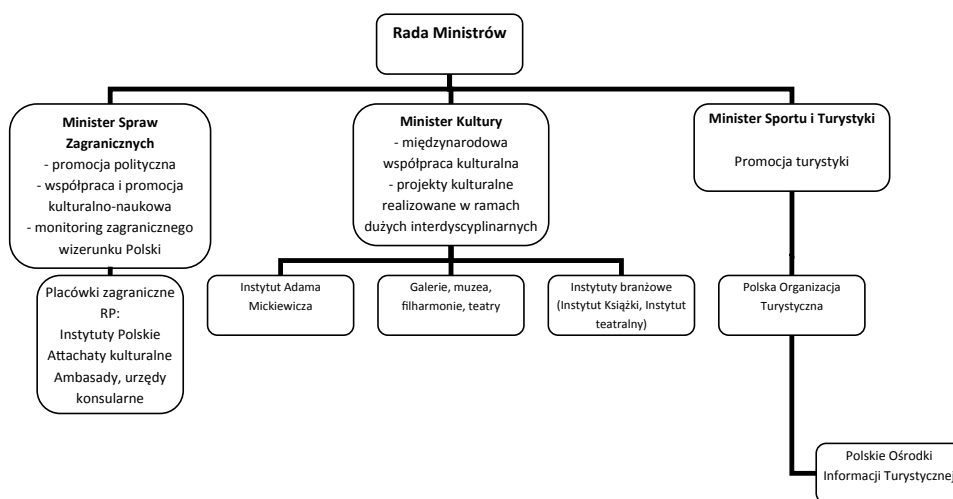 Rada Ministrów
Minister Spraw
Zagranicznych
- promocja polityczna
- współpraca i promocja
kulturalno-naukowa
- monitoring zagranicznego
wizerunku Polski
Minister Kultury
- międzynarodowa
współpraca kulturalna
- projekty kulturalne
realizowane w ramach
dużych interdyscyplinarnych
Minister Sportu i Turystyki
Promocja turystyki
Placówki zagraniczne
RP:
Instytuty Polskie
Attachaty kulturalne
Ambasady, urzędy
konsularne
Instytut Adama
Mickiewicza
Galerie, muzea,
filharmonie, teatry
Instytuty branżowe
(Instytut Książki, Instytut
teatralny)
Polska Organizacja
Turystyczna
Polskie Ośrodki
Informacji Turystycznej